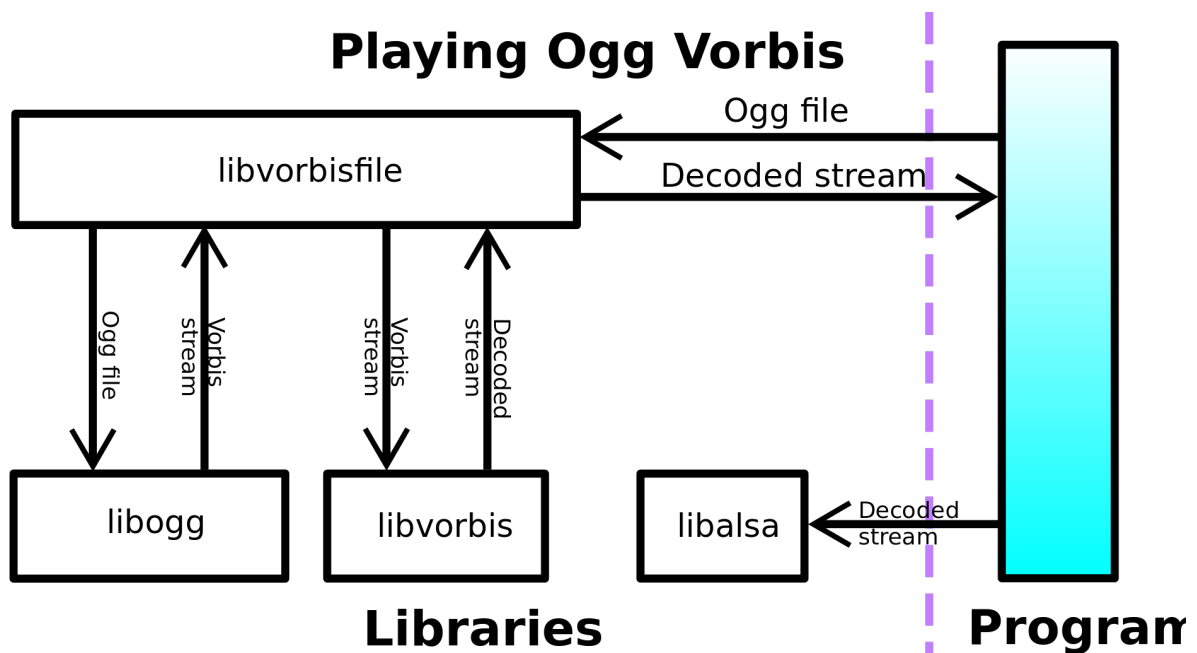 Playing Ogg Vorbis
Ogg file
libvorbisfile
Decoded stream
Ogg file
Vorbis
stream
Vorbis
stream
Decoded
stream
libogg
libvorbis
libalsa
Decoded
stream
Libraries
Program